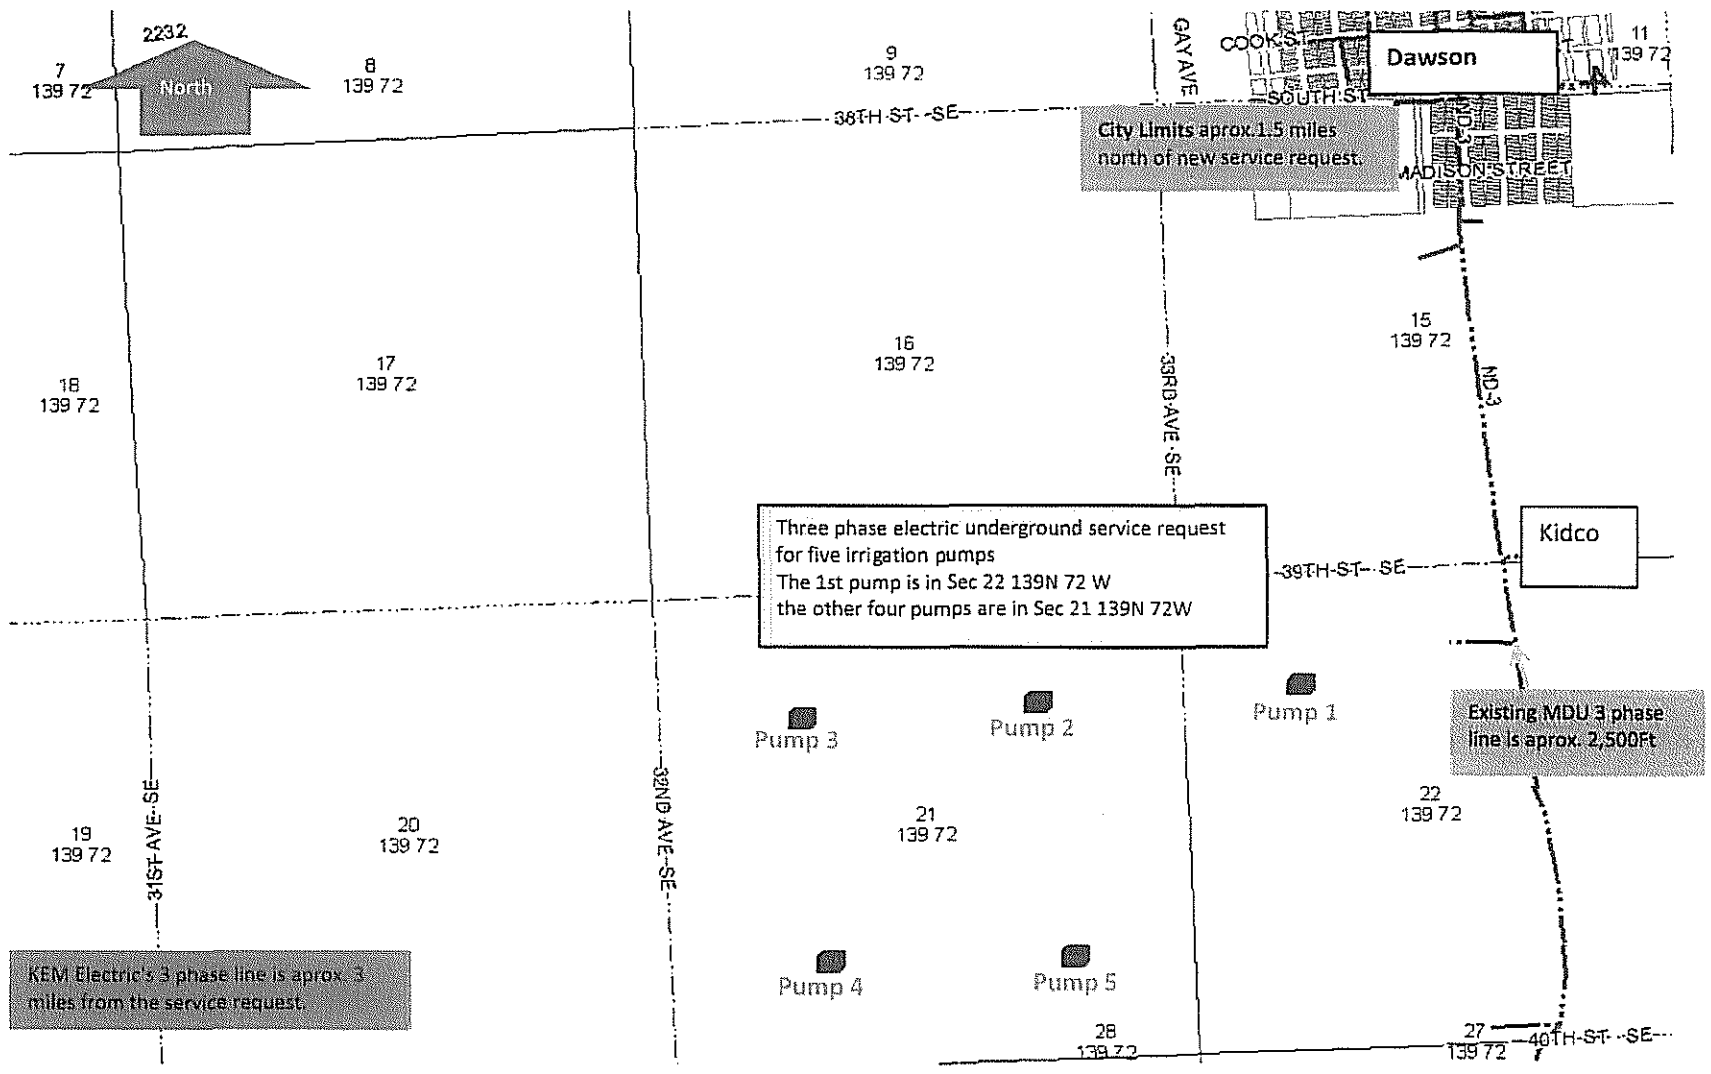 2232
North
7
139 72
8
139 72
9
139 72
GAY AVE
COOK ST
Dawson
11
139 72
38TH ST SE
SOUTH ST
ND-3
City Limits aprox.1.5 miles
north of new service request.
MADISON STREET
18
139 72
17
139 72
16
139 72
15
139 72
33RD AVE SE
ND-3
Three phase electric underground service request
for five irrigation pumps
The 1st pump is in Sec 22 139N 72 W
the other four pumps are in Sec 21 139N 72W
39TH ST SE
Kidco
Pump 3
Pump 2
Pump 1
Existing MDU 3 phase
line is aprox. 2,500Ft
19
139 72
31ST AVE SE
20
139 72
32ND AVE SE
21
139 72
22
139 72
KEM Electric's 3 phase line is aprox. 3
miles from the service request.
Pump 4
Pump 5
28
139 72
27
139 72
40TH ST SE